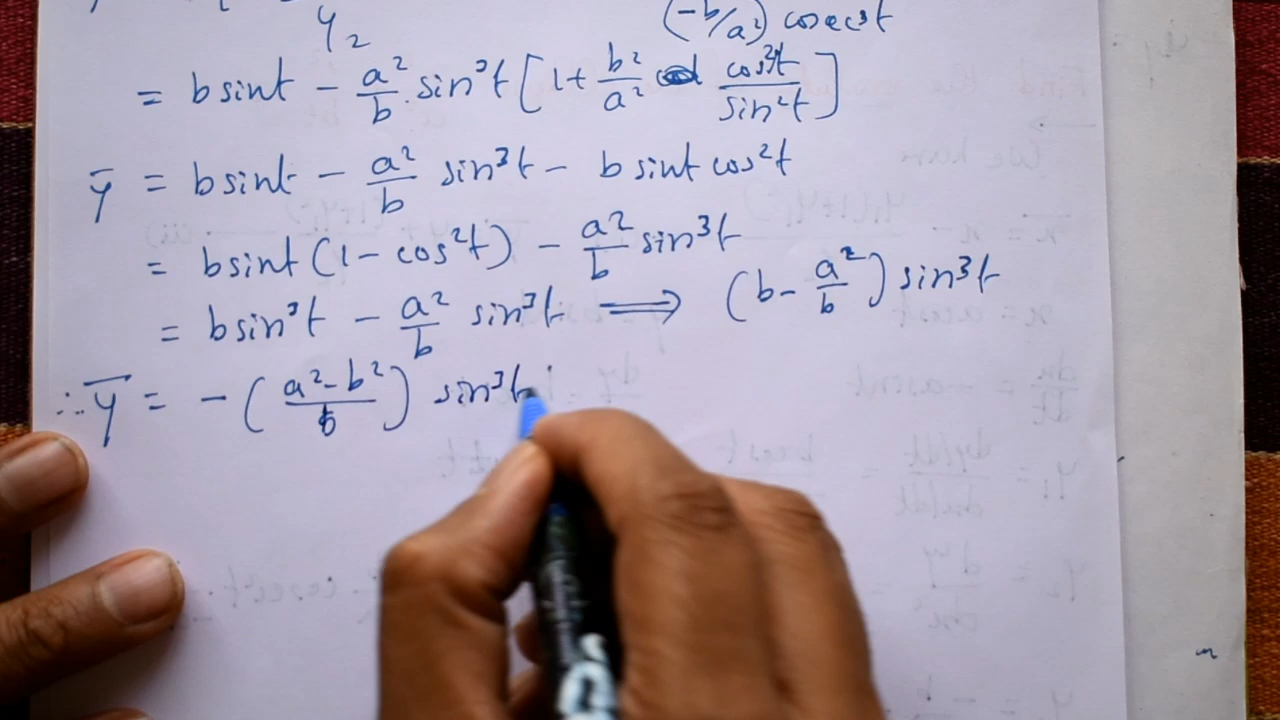 y₂ (-b/a²) cosec³t
= b sint - a²/b sin³t [1 + b²/a² cos²t/sin²t]
ȳ = b sint - a²/b sin³t - b sint cos²t
= b sint (1 - cos²t) - a²/b sin³t
= b sin³t - a²/b sin³t ⟹ (b - a²/b) sin³t
∴ ȳ = - (a² - b²/b) sin³t